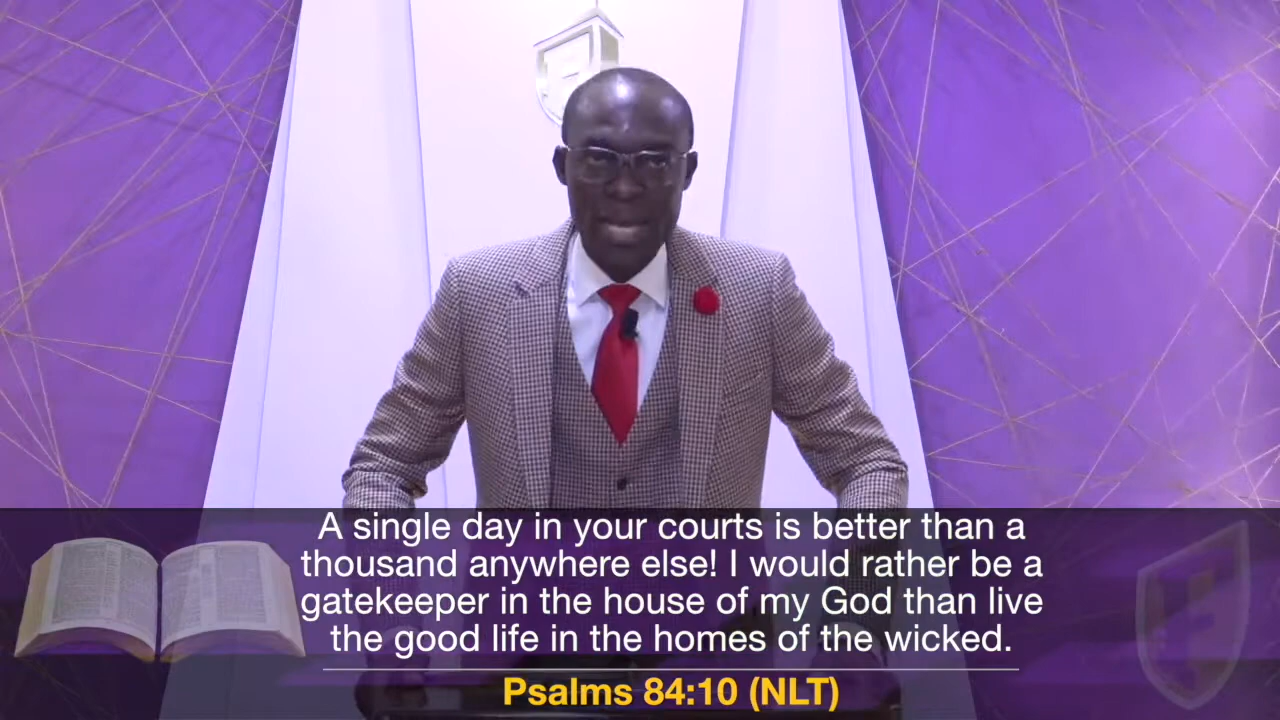 A single day in your courts is better than a
thousand anywhere else! I would rather be a
gatekeeper in the house of my God than live
the good life in the homes of the wicked.
Psalms 84:10 (NLT)